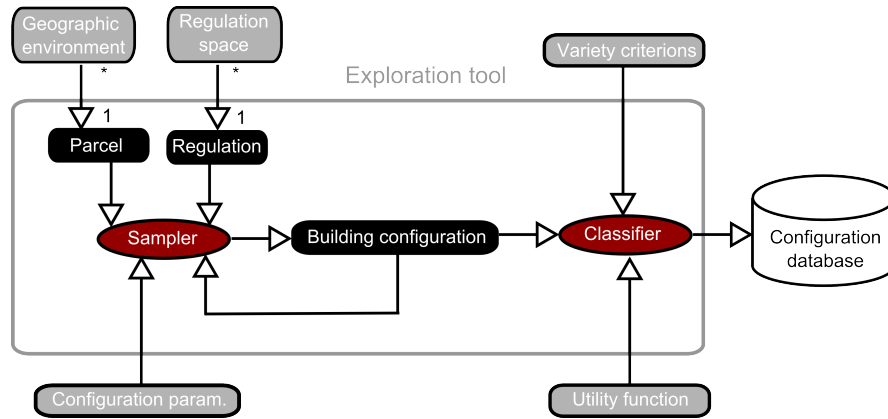 Geographic
environment
Regulation
space
Variety criterions
*
*
Exploration tool
1
1
Parcel
Regulation
Sampler
Building configuration
Classifier
Configuration
database
Configuration param.
Utility function